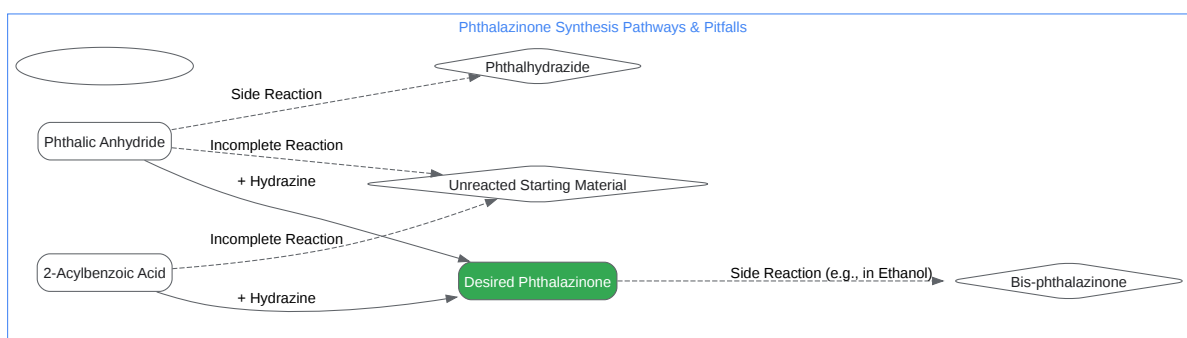 Phthalazinone Synthesis Pathways & Pitfalls
Phthalhydrazide
Side Reaction
Phthalic Anhydride
Incomplete Reaction
+ Hydrazine
Unreacted Starting Material
Incomplete Reaction
2-Acylbenzoic Acid
Desired Phthalazinone
Side Reaction (e.g., in Ethanol)
Bis-phthalazinone
+ Hydrazine